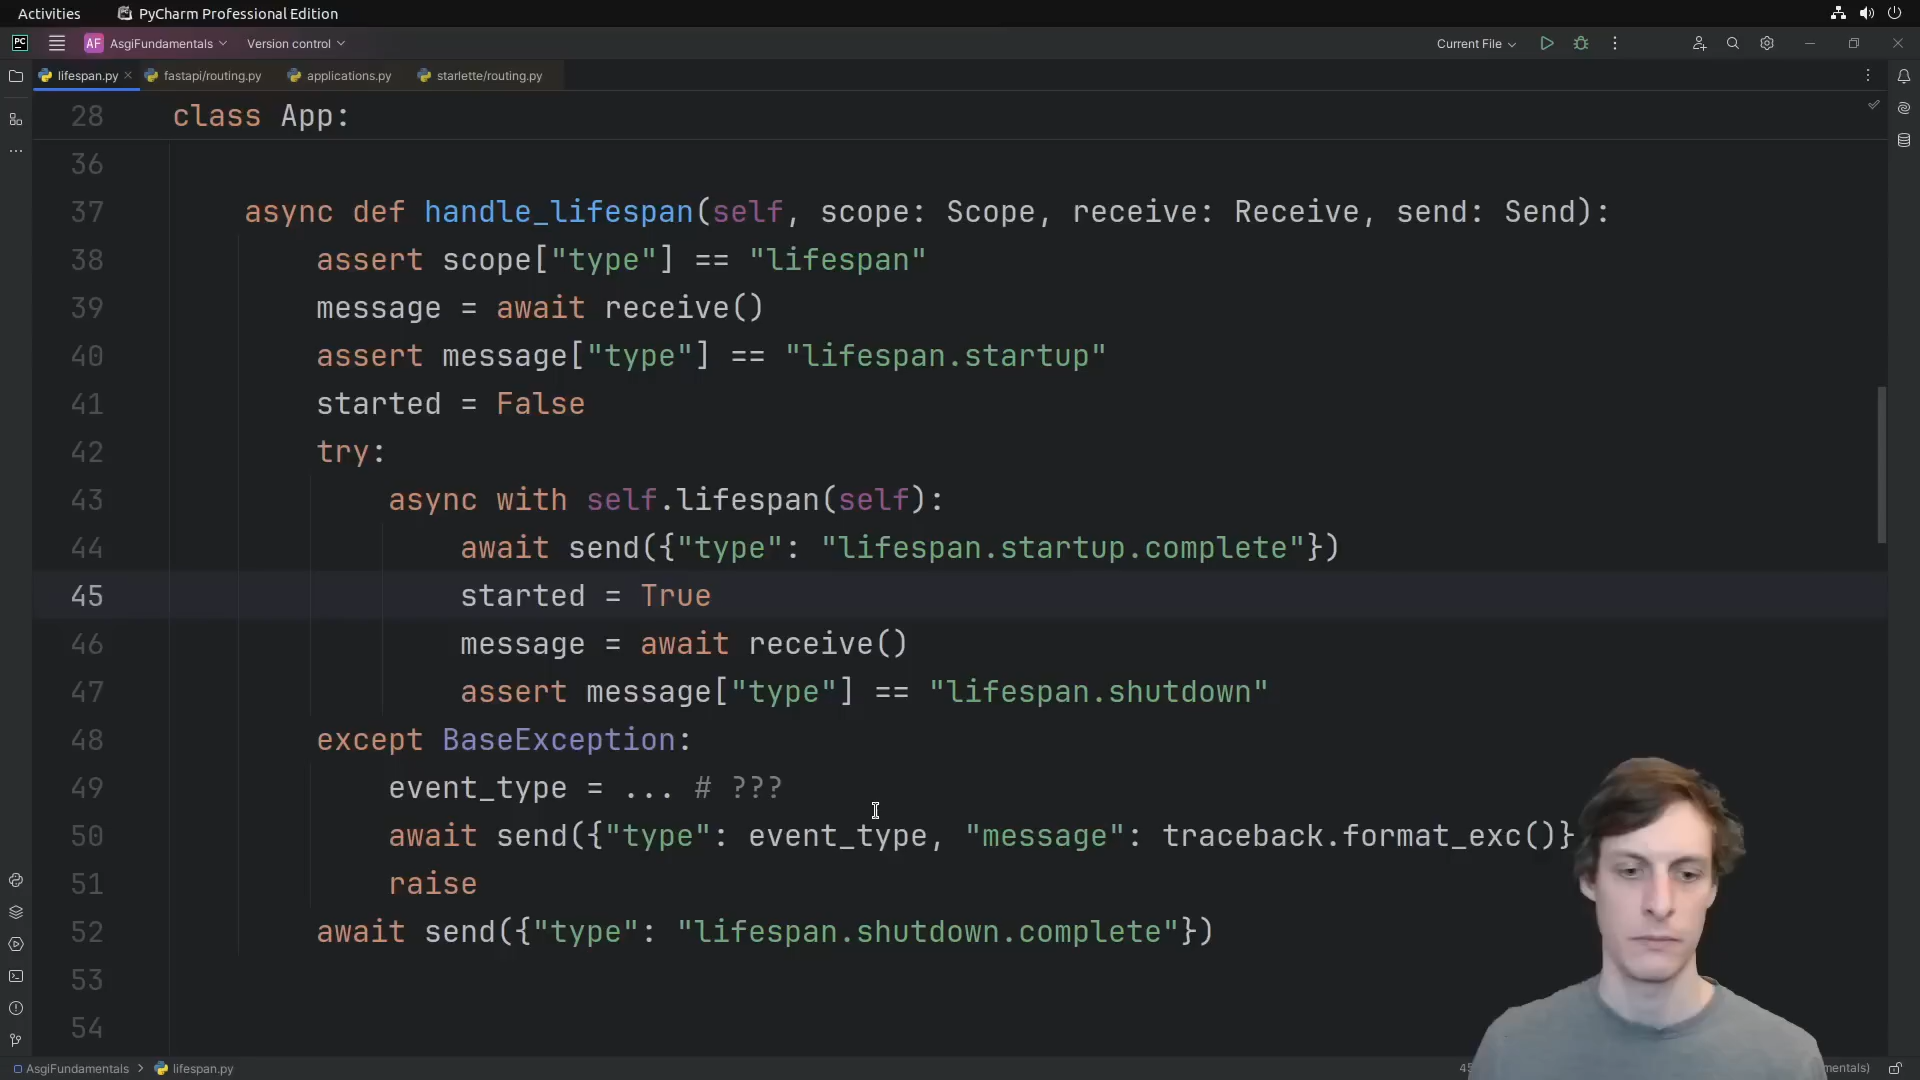 Activities PyCharm Professional Edition
PC AF AsgiFundamentals Version control Current File
lifespan.py fastapi/routing.py applications.py starlette/routing.py
28 class App:
36
37 async def handle_lifespan(self, scope: Scope, receive: Receive, send: Send):
38 assert scope["type"] == "lifespan"
39 message = await receive()
40 assert message["type"] == "lifespan.startup"
41 started = False
42 try:
43 async with self.lifespan(self):
44 await send({"type": "lifespan.startup.complete"})
45 started = True
46 message = await receive()
47 assert message["type"] == "lifespan.shutdown"
48 except BaseException:
49 event_type = ... # ???
50 await send({"type": event_type, "message": traceback.format_exc()}
51 raise
52 await send({"type": "lifespan.shutdown.complete"})
53
54
AsgiFundamentals lifespan.py 45 mentals)